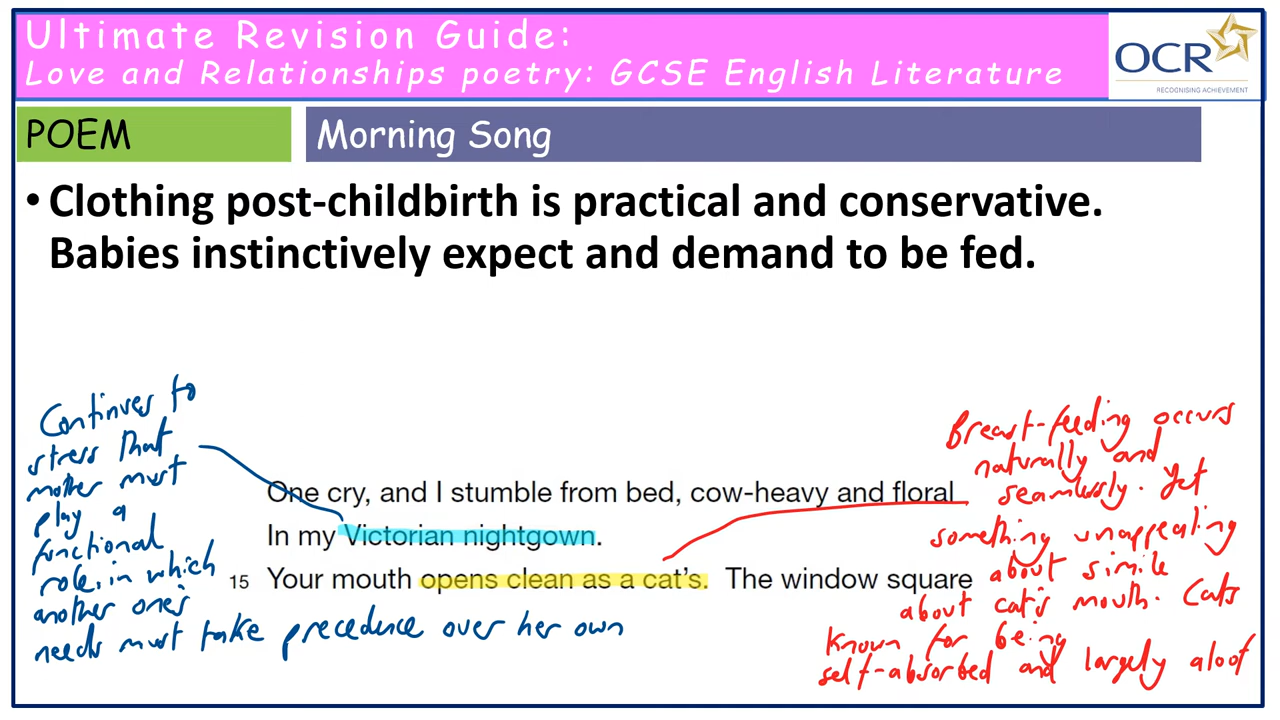 Ultimate Revision Guide:
Love and Relationships poetry: GCSE English Literature
OCR
RECOGNISING ACHIEVEMENT
POEM
Morning Song
• Clothing post-childbirth is practical and conservative.
Babies instinctively expect and demand to be fed.
Continues to
stress that
mother must
play a
functional
role, in which
another one's
needs must take precedence over her own
One cry, and I stumble from bed, cow-heavy and floral
In my Victorian nightgown.
15 Your mouth opens clean as a cat's. The window square
Breast-feeding occurs
naturally and
seamlessly. Yet
something unappealing
about simile
about cat's mouth. Cats
known for being
self-absorbed and largely aloof